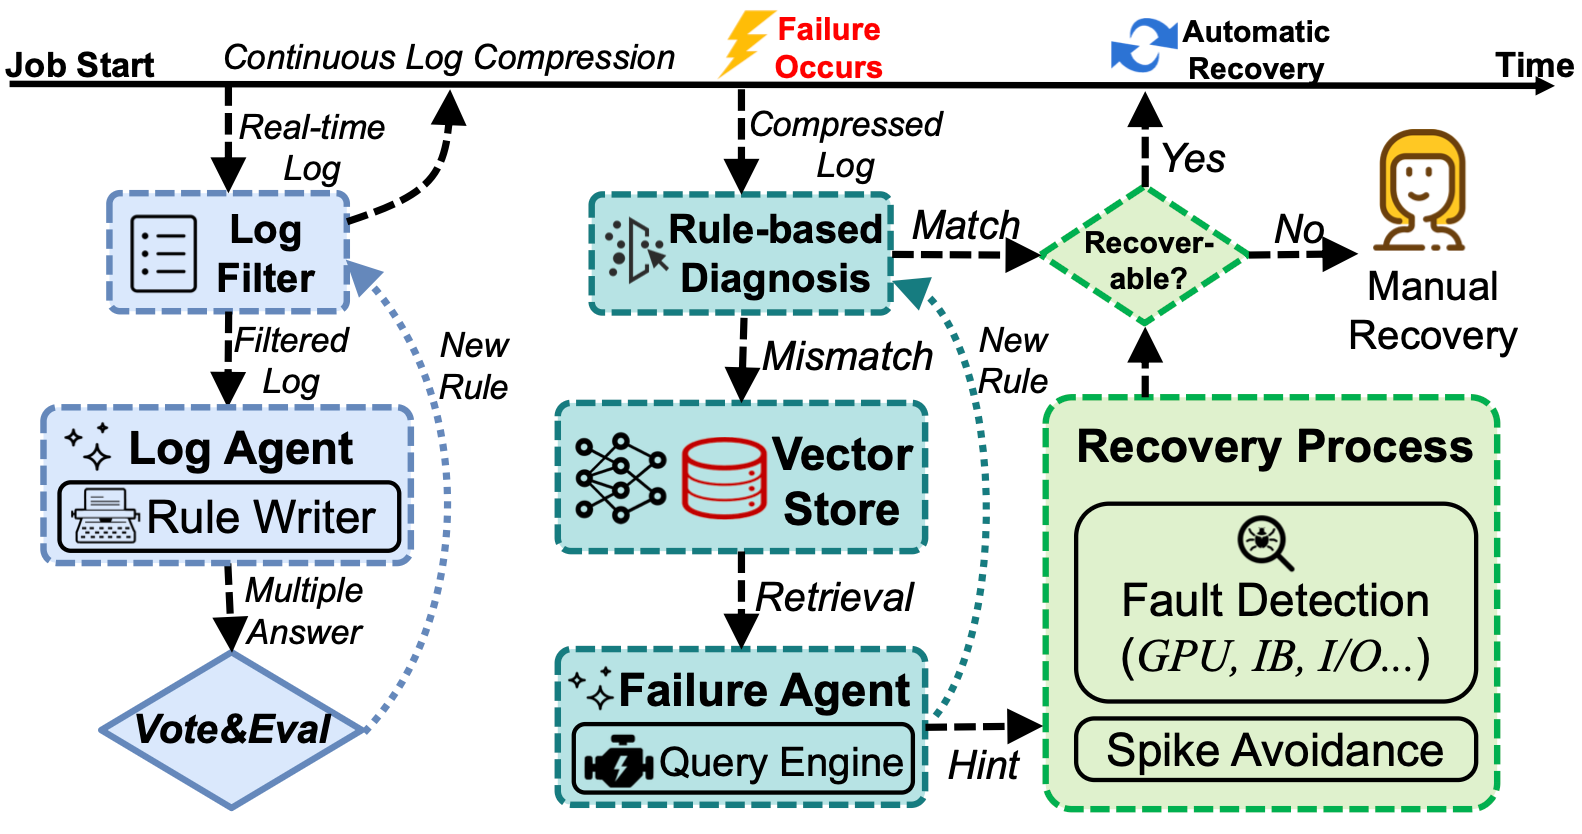 Job Start
Continuous Log Compression
Failure
Occurs
Automatic
Recovery
Time
Real-time
Log
Log
Filter
Filtered
Log
New
Rule
Log Agent
Rule Writer
Multiple
Answer
Vote&Eval
Compressed
Log
Rule-based
Diagnosis
Match
Mismatch
New
Rule
Vector
Store
Retrieval
Failure Agent
Query Engine
Hint
Yes
Recover-
able?
No
Manual
Recovery
Recovery Process
Fault Detection
(GPU, IB, I/O...)
Spike Avoidance